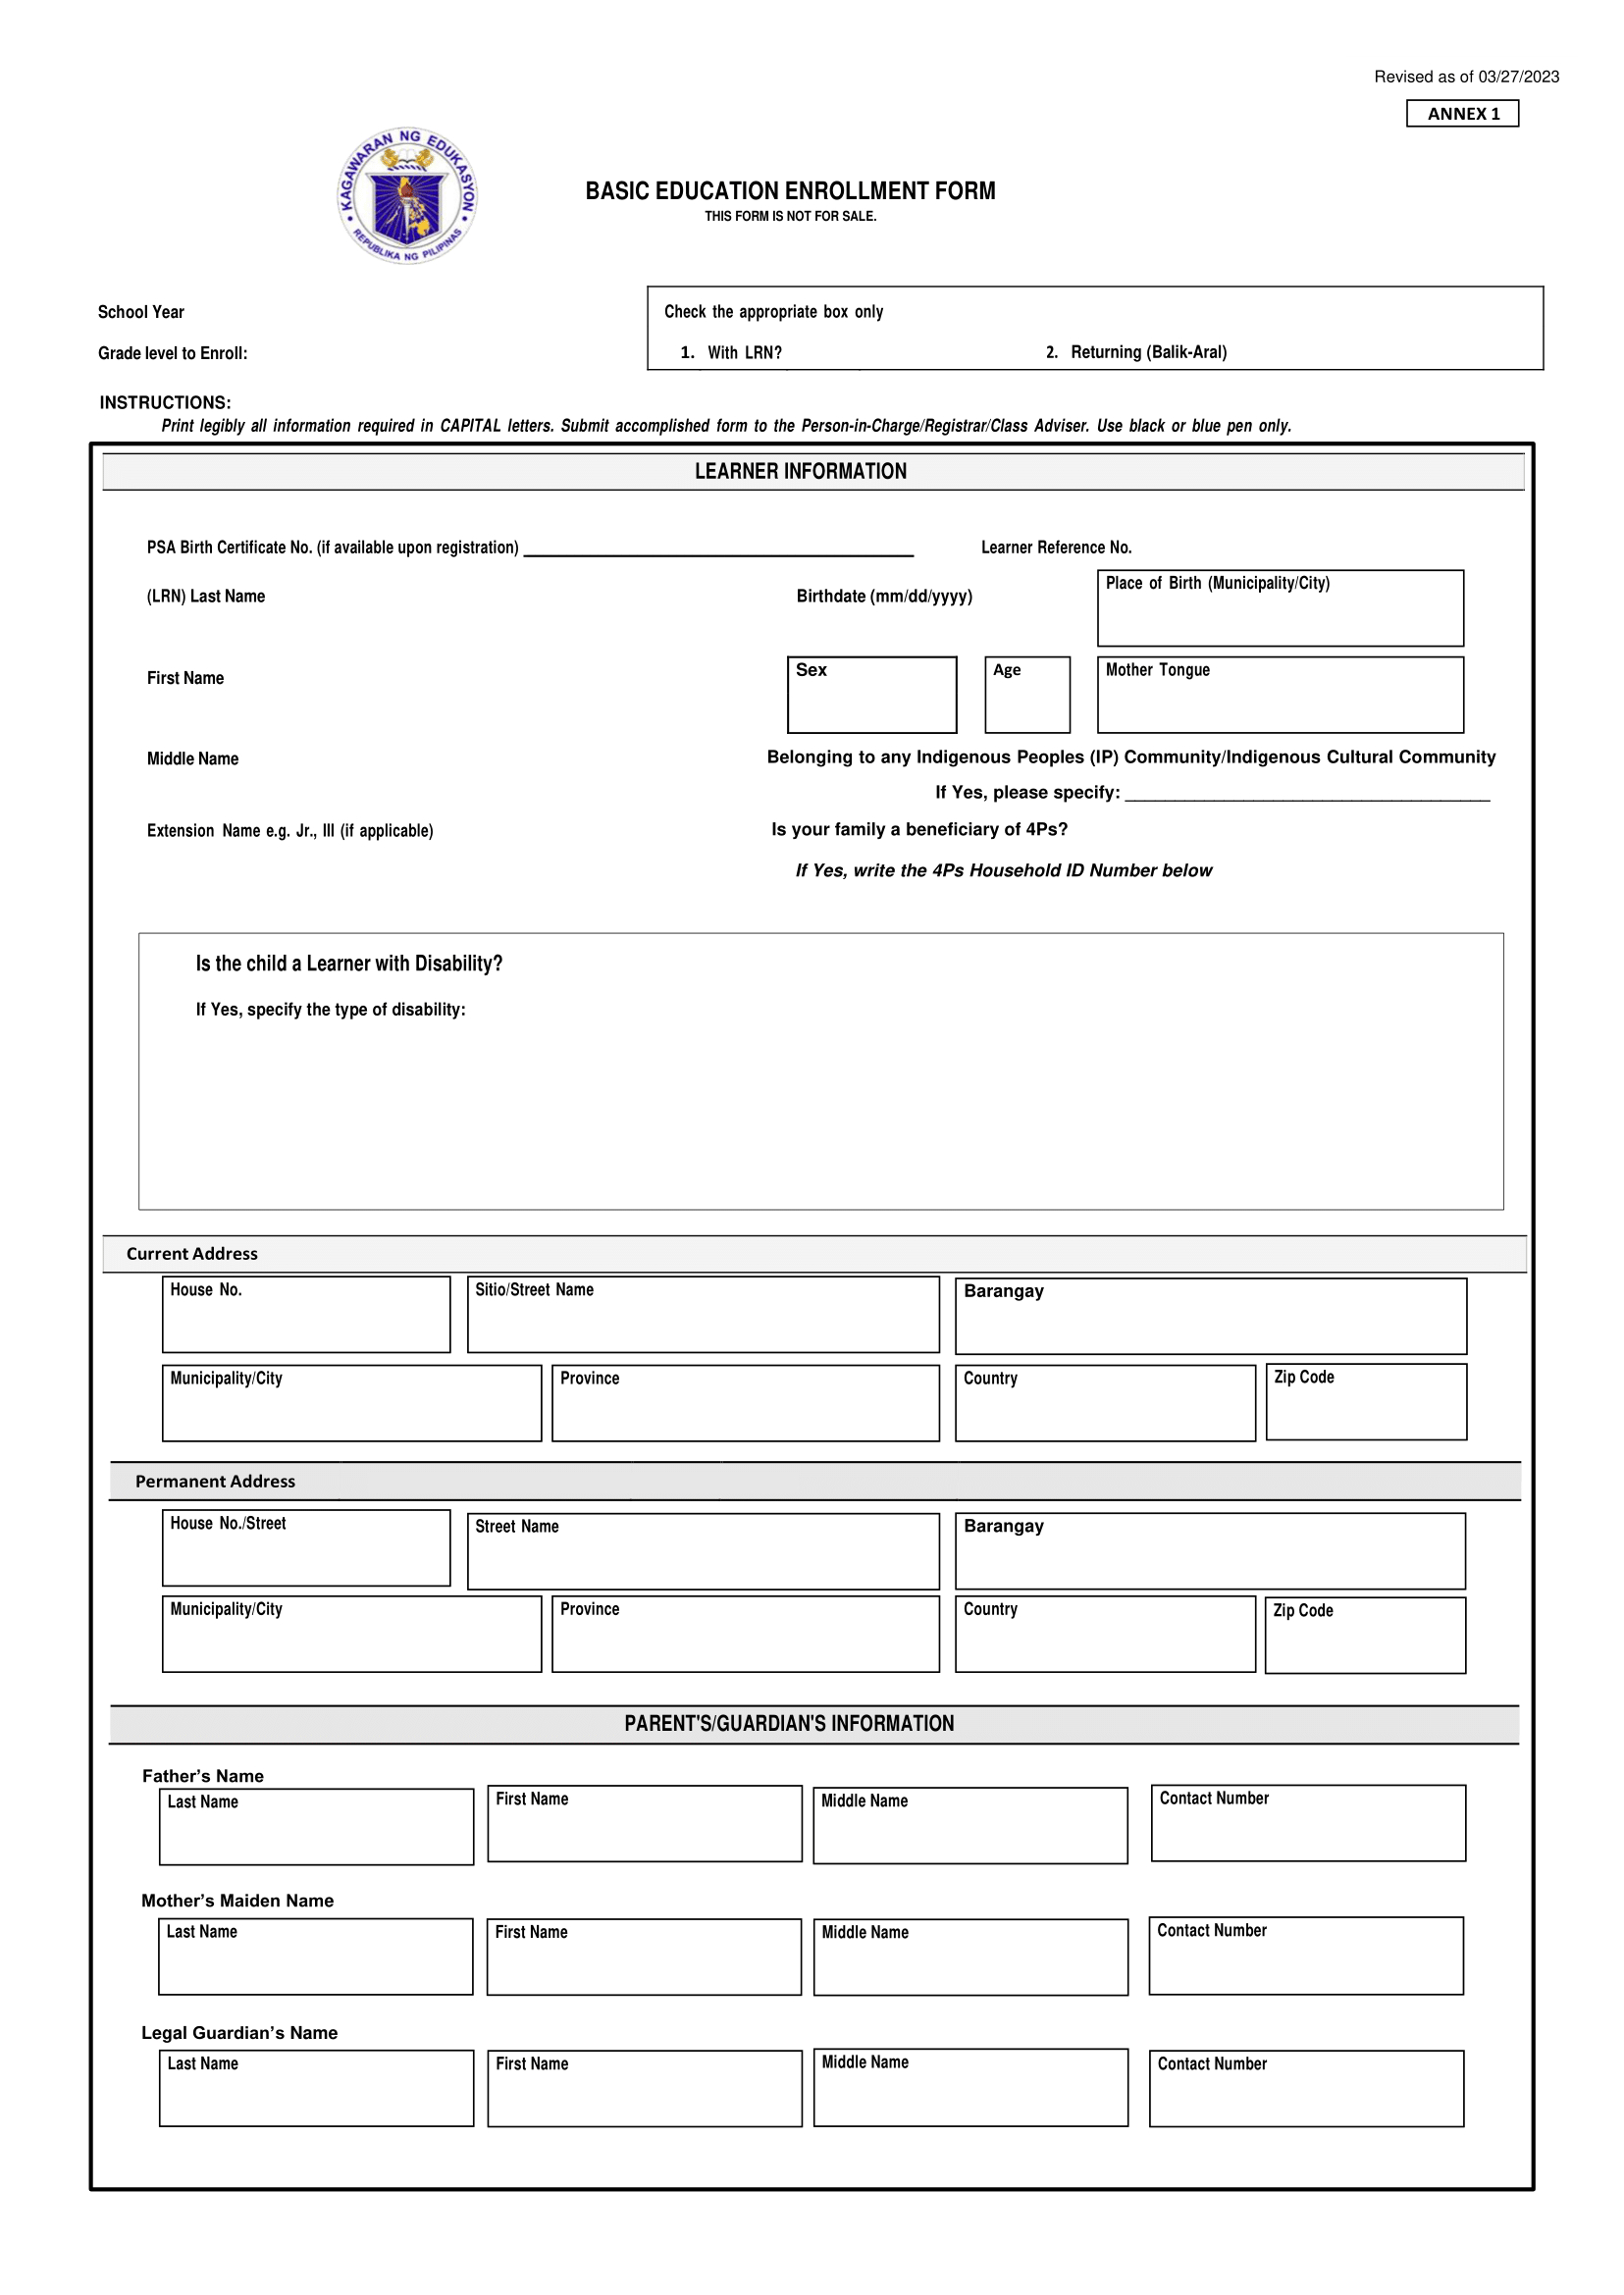 Revised as of 03/27/2023
ANNEX 1
KAGAWARAN NG EDUKASYON
REPUBLIKA NG PILIPINAS
BASIC EDUCATION ENROLLMENT FORM
THIS FORM IS NOT FOR SALE.
School Year
Grade level to Enroll:
Check the appropriate box only
1. With LRN? 2. Returning (Balik-Aral)
INSTRUCTIONS:
Print legibly all information required in CAPITAL letters. Submit accomplished form to the Person-in-Charge/Registrar/Class Adviser. Use black or blue pen only.
LEARNER INFORMATION
PSA Birth Certificate No. (if available upon registration) Learner Reference No.
(LRN) Last Name Birthdate (mm/dd/yyyy) Place of Birth (Municipality/City)
First Name Sex Age Mother Tongue
Middle Name Belonging to any Indigenous Peoples (IP) Community/Indigenous Cultural Community
If Yes, please specify:
Extension Name e.g. Jr., III (if applicable) Is your family a beneficiary of 4Ps?
If Yes, write the 4Ps Household ID Number below
Is the child a Learner with Disability?
If Yes, specify the type of disability:
Current Address
House No. Sitio/Street Name Barangay
Municipality/City Province Country Zip Code
Permanent Address
House No./Street Street Name Barangay
Municipality/City Province Country Zip Code
PARENT'S/GUARDIAN'S INFORMATION
Father’s Name
Last Name First Name Middle Name Contact Number
Mother’s Maiden Name
Last Name First Name Middle Name Contact Number
Legal Guardian’s Name
Last Name First Name Middle Name Contact Number